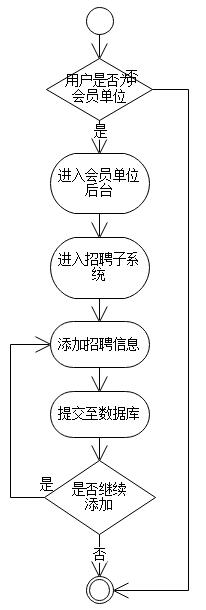 用户是否为
否
会员单位
是
进入会员单位
后台
进入招聘子系
统
添加招聘信息
提交至数据库
是
是否继续
添加
否